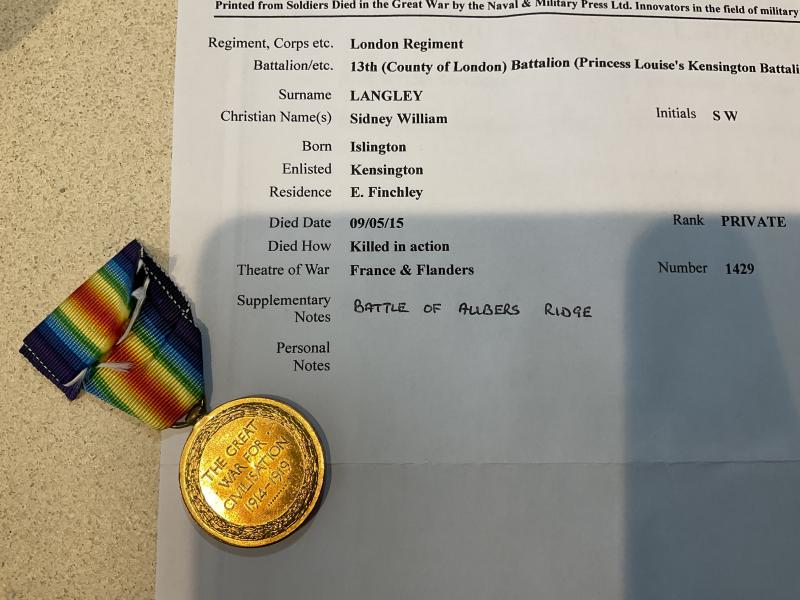 Printed from Soldiers Died in the Great War by the Naval & Military Press Ltd. Innovators in the field of military
Regiment, Corps etc. London Regiment
Battalion/etc. 13th (County of London) Battalion (Princess Louise's Kensington Battali
Surname LANGLEY
Christian Name(s) Sidney William Initials S W
Born Islington
Enlisted Kensington
Residence E. Finchley
Died Date 09/05/15 Rank PRIVATE
Died How Killed in action
Theatre of War France & Flanders Number 1429
Supplementary Notes BATTLE OF AUBERS RIDGE
Personal Notes
THE GREAT
WAR FOR
CIVILISATION
1914-1919